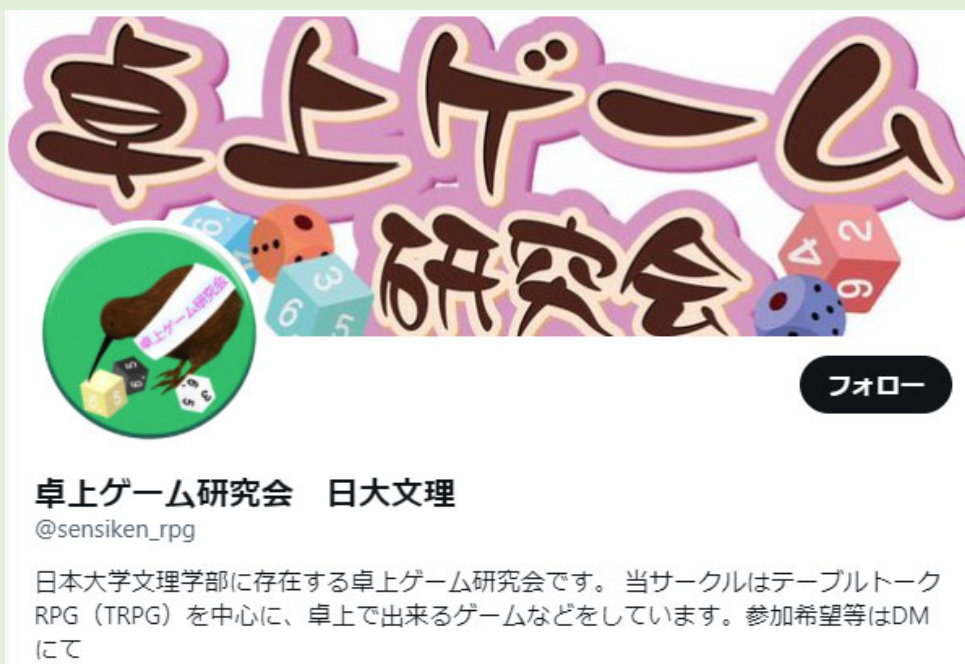 卓上ゲーム
研究会
卓上ゲーム研究会
フォロー
卓上ゲーム研究会　日大文理
@sensiken_rpg
日本大学文理学部に存在する卓上ゲーム研究会です。 当サークルはテーブルトーク
RPG（TRPG）を中心に、卓上で出来るゲームなどをしています。参加希望等はDM
にて